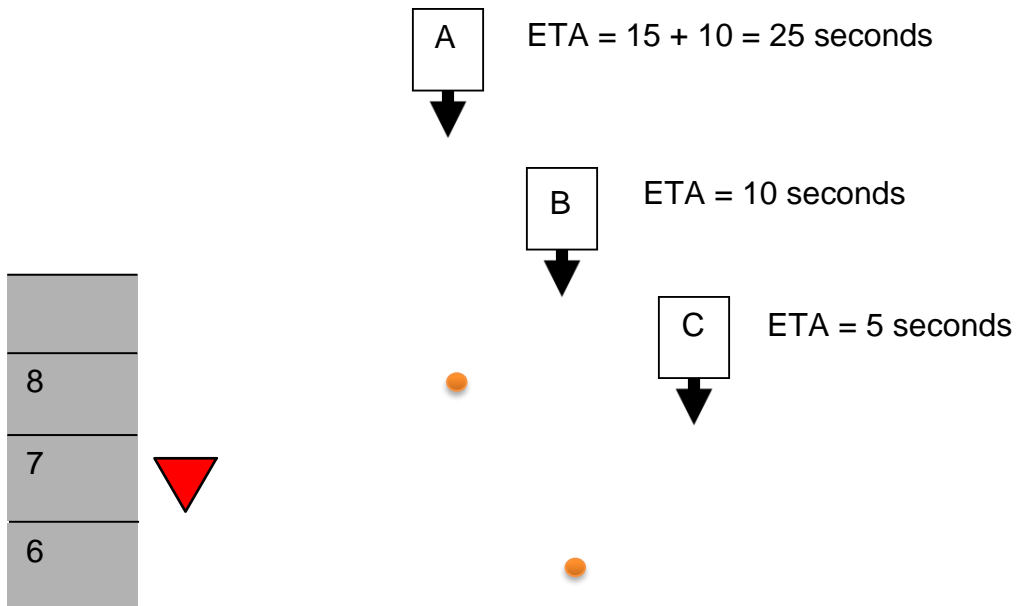 A ETA = 15 + 10 = 25 seconds
B ETA = 10 seconds
C ETA = 5 seconds
8
7
6